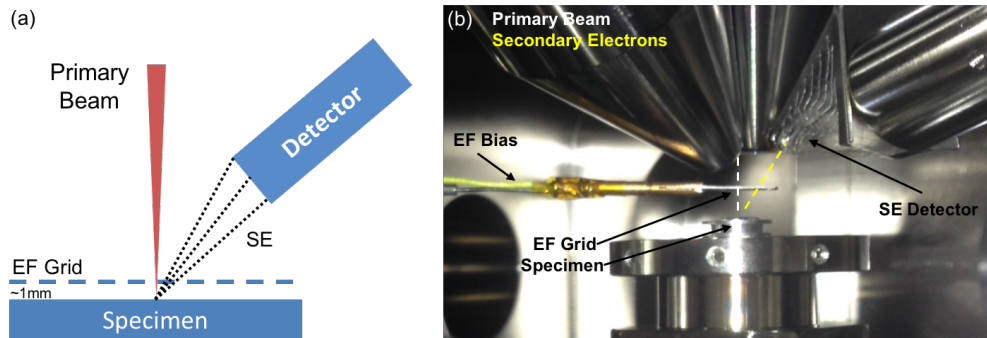 (a)
Primary
Beam
Detector
SE
EF Grid
~1mm
Specimen
(b)
Primary Beam
Secondary Electrons
EF Bias
SE Detector
EF Grid
Specimen